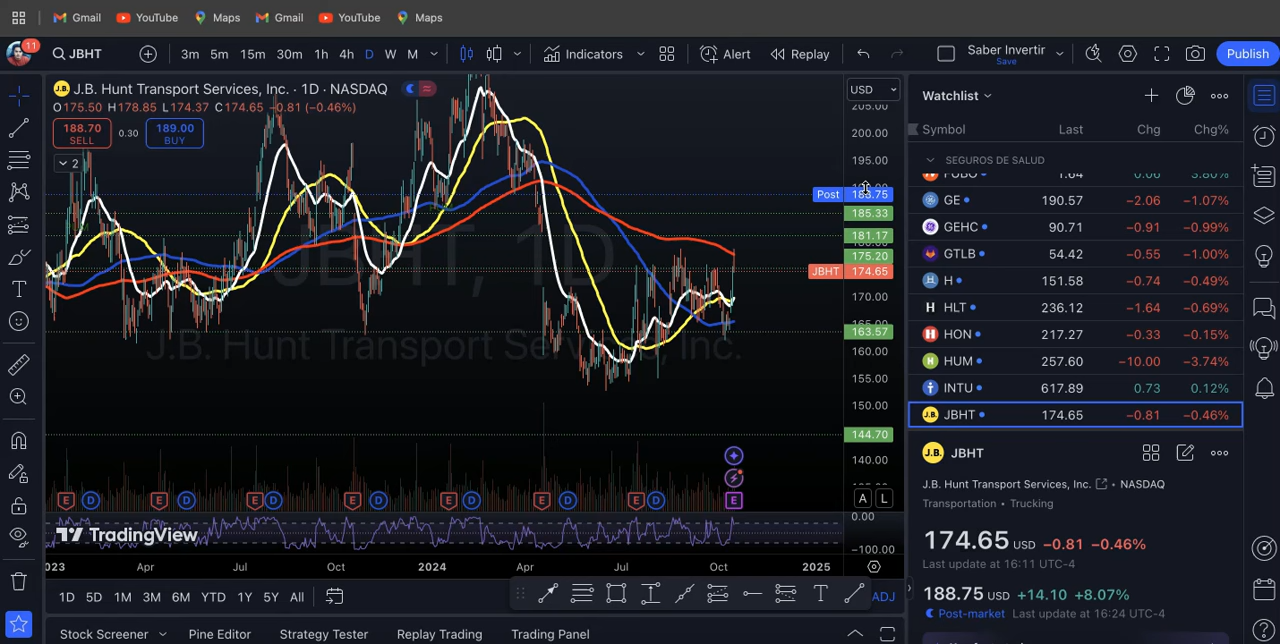 Gmail YouTube Maps Gmail YouTube Maps
11 JBHT 3m 5m 15m 30m 1h 4h D W M Indicators Alert Replay Saber Invertir Save Publish
J.B. J.B. Hunt Transport Services, Inc. · 1D · NASDAQ
O175.50 H178.85 L174.37 C174.65 −0.81 (−0.46%)
188.70 SELL 0.30 189.00 BUY
2
JBHT, 1D
J.B. Hunt Transport Services, Inc.
USD
205.00
200.00
195.00
Post 188.75
185.33
181.17
175.20
JBHT 174.65
170.00
165.00
163.57
160.00
155.00
150.00
144.70
140.00
E D E D E D E D E D E D E D E
A L
0.00
−100.00
TradingView
2023 Apr Jul Oct 2024 Apr Jul Oct 2025
1D 5D 1M 3M 6M YTD 1Y 5Y All ADJ
Stock Screener Pine Editor Strategy Tester Replay Trading Trading Panel
Watchlist
Symbol Last Chg Chg%
SEGUROS DE SALUD
GE 190.57 −2.06 −1.07%
GEHC 90.71 −0.91 −0.99%
GTLB 54.42 −0.55 −1.00%
H 151.58 −0.74 −0.49%
HLT 236.12 −1.64 −0.69%
HON 217.27 −0.33 −0.15%
HUM 257.60 −10.00 −3.74%
INTU 617.89 0.73 0.12%
JBHT 174.65 −0.81 −0.46%
J.B. JBHT
J.B. Hunt Transport Services, Inc. • NASDAQ
Transportation • Trucking
174.65 USD −0.81 −0.46%
Last update at 16:11 UTC-4
188.75 USD +14.10 +8.07%
Post-market Last update at 16:24 UTC-4